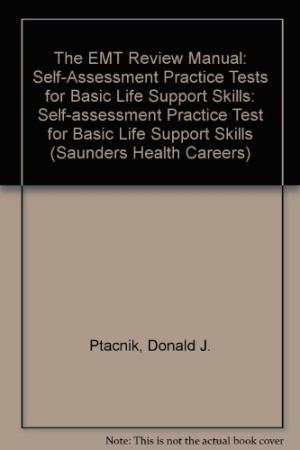 The EMT Review Manual:
Self-Assessment Practice Tests
for Basic Life Support Skills:
Self-assessment Practice Test
for Basic Life Support Skills
(Saunders Health Careers)
Ptacnik, Donald J.
Note: This is not the actual book cover